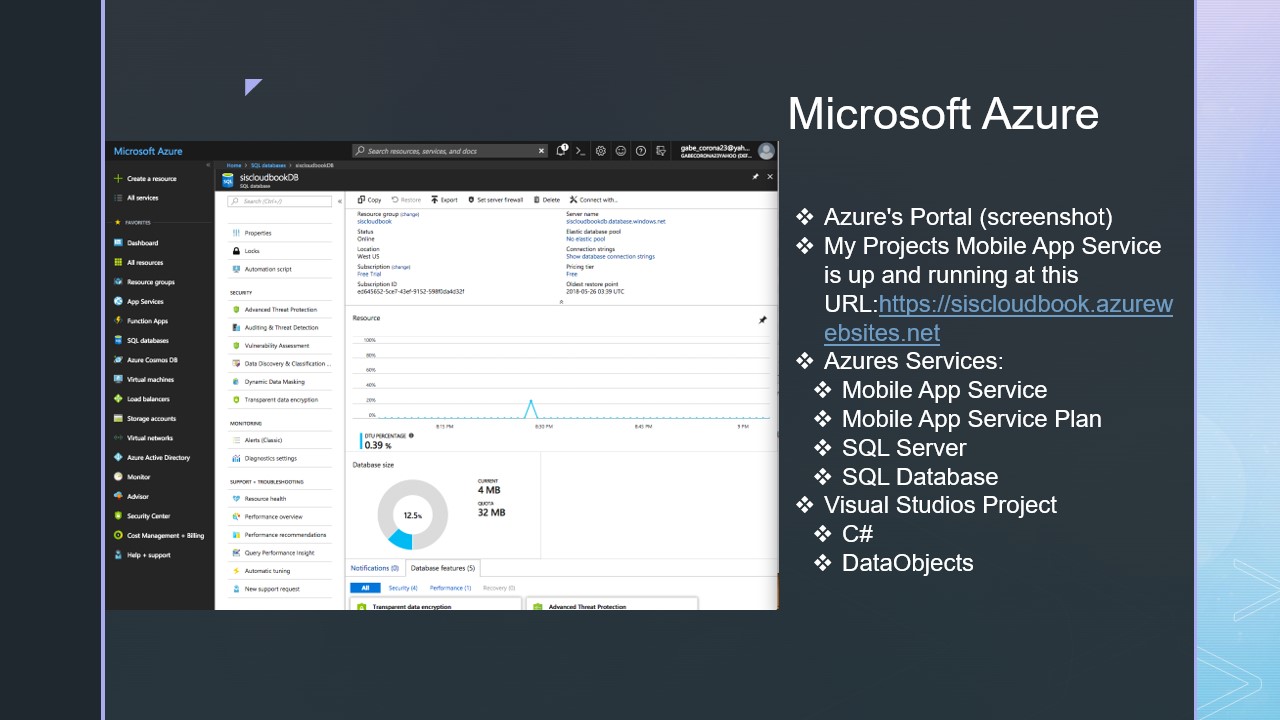 Microsoft Azure
Microsoft Azure
Search resources, services, and docs
1
gabe_corona23@yah...
GABECORONA23YAHOO (DEF...
Create a resource
All services
FAVORITES
Dashboard
All resources
Resource groups
App Services
Function Apps
SQL databases
Azure Cosmos DB
Virtual machines
Load balancers
Storage accounts
Virtual networks
Azure Active Directory
Monitor
Advisor
Security Center
Cost Management + Billing
Help + support
Home > SQL databases > siscloudbookDB
siscloudbookDB
SQL database
Search (Ctrl+/)
Properties
Locks
Automation script
SECURITY
Advanced Threat Protection
Auditing & Threat Detection
Vulnerability Assessment
Data Discovery & Classification ...
Dynamic Data Masking
Transparent data encryption
MONITORING
Alerts (Classic)
Diagnostics settings
SUPPORT + TROUBLESHOOTING
Resource health
Performance overview
Performance recommendations
Query Performance Insight
Automatic tuning
New support request
Copy Restore Export Set server firewall Delete Connect with...
Resource group (change)
siscloudbook
Status
Online
Location
West US
Subscription (change)
Free Trial
Subscription ID
Server name
siscloudbookdb.database.windows.net
Elastic database pool
No elastic pool
Connection strings
Show database connection strings
Pricing tier
Free
Oldest restore point
2018-05-26 03:39 UTC
Resource
100%
80%
60%
40%
20%
0%
8:15 PM 8:30 PM 8:45 PM 9 PM
DTU PERCENTAGE
0.39 %
Database size
12.5%
CURRENT
4 MB
QUOTA
32 MB
Notifications (0) Database features (5)
All Security (4) Performance (1) Recovery (0)
Transparent data encryption Advanced Threat Protection
Azure's Portal (screenshot)
My Projects Mobile App Service
is up and running at this
URL:https://siscloudbook.azurew
ebsites.net
Azures Services:
Mobile App Service
Mobile App Service Plan
SQL Server
SQL Database
Visual Studios Project
C#
DataObjects